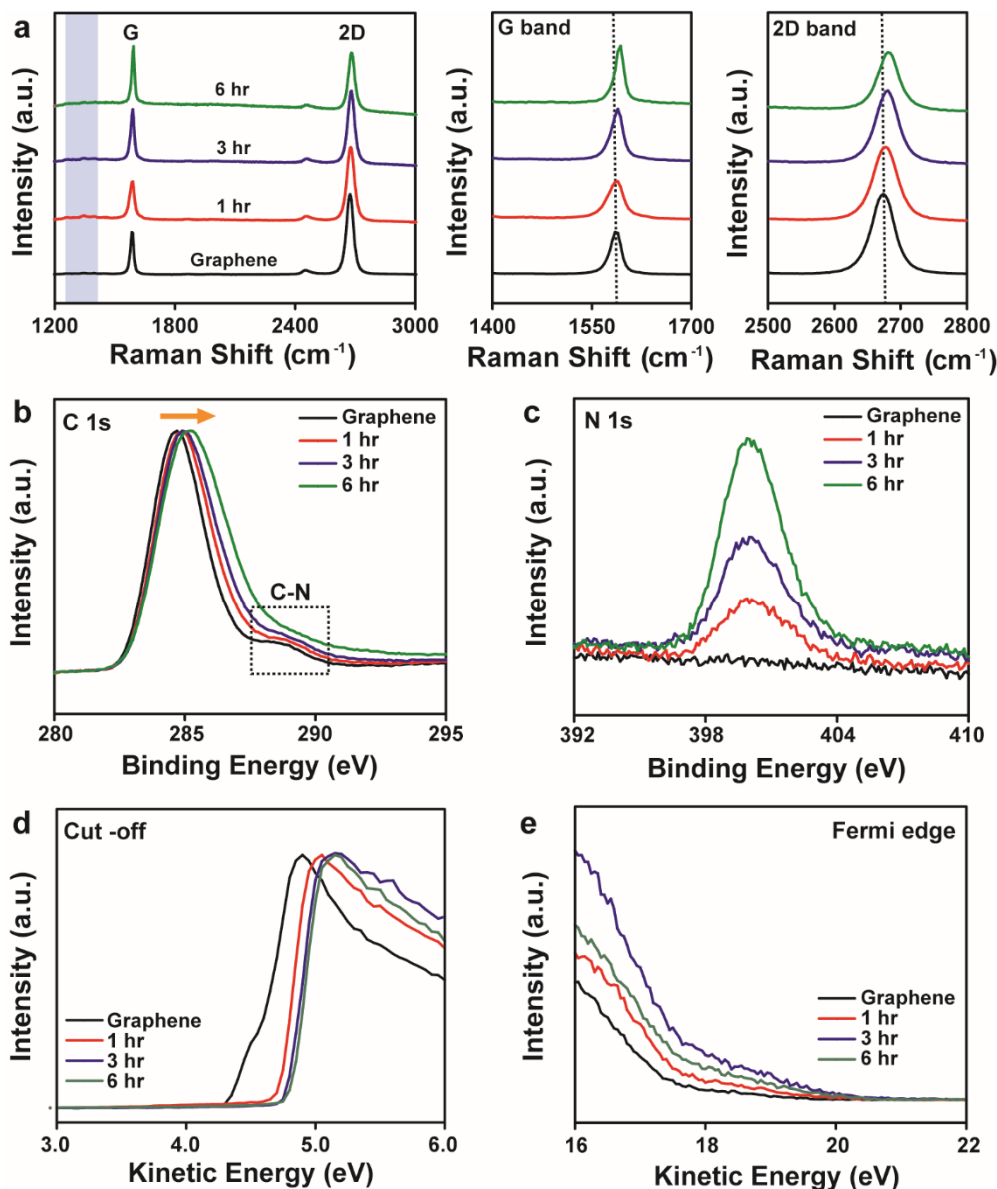 a
G
2D
6 hr
3 hr
1 hr
Graphene
Intensity (a.u.)
1200 1800 2400 3000
Raman Shift (cm⁻¹)
G band
Intensity (a.u.)
1400 1550 1700
Raman Shift (cm⁻¹)
2D band
Intensity (a.u.)
2500 2600 2700 2800
Raman Shift (cm⁻¹)
b C 1s
Graphene
1 hr
3 hr
6 hr
C-N
Intensity (a.u.)
280 285 290 295
Binding Energy (eV)
c N 1s
Graphene
1 hr
3 hr
6 hr
Intensity (a.u.)
392 398 404 410
Binding Energy (eV)
d Cut -off
Graphene
1 hr
3 hr
6 hr
Intensity (a.u.)
3.0 4.0 5.0 6.0
Kinetic Energy (eV)
e Fermi edge
Graphene
1 hr
3 hr
6 hr
Intensity (a.u.)
16 18 20 22
Kinetic Energy (eV)